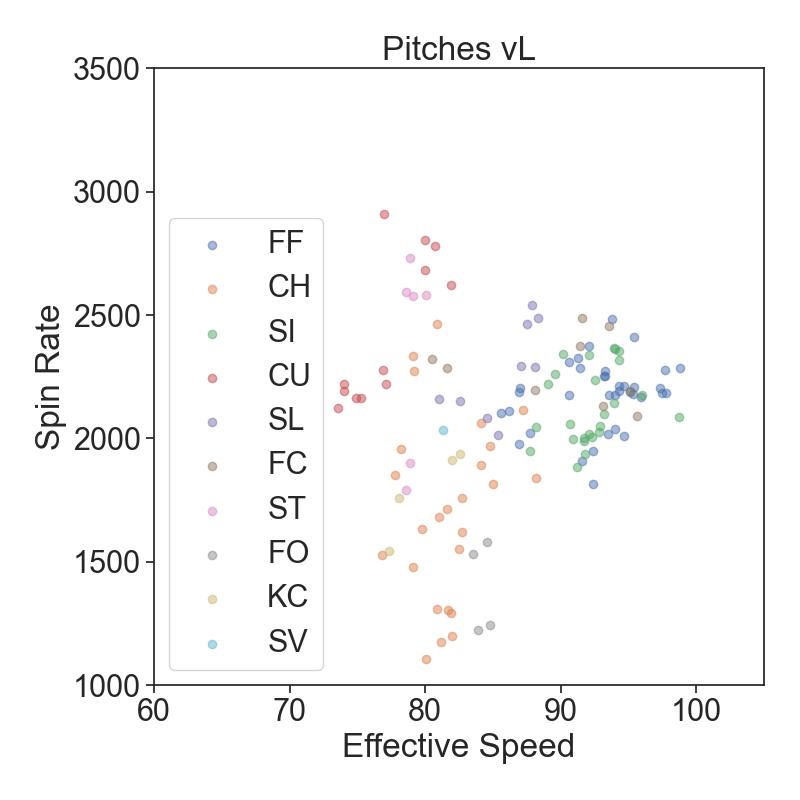 Pitches vL
3500
3000
2500
2000
1500
1000
Spin Rate
FF
CH
SI
CU
SL
FC
ST
FO
KC
SV
60 70 80 90 100
Effective Speed